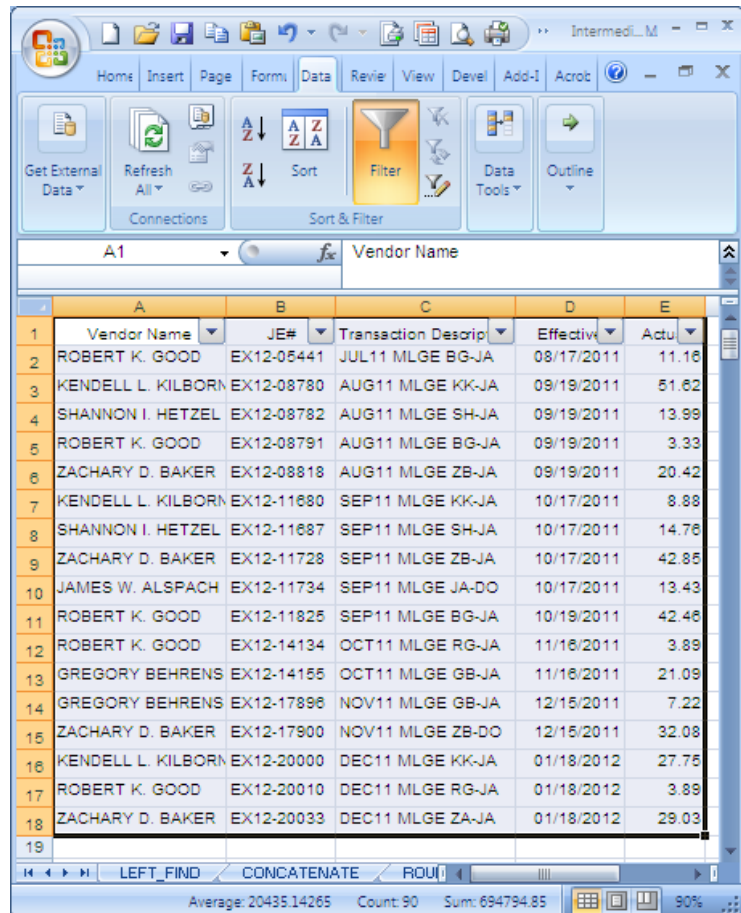 Intermedi... M
Home Insert Page Formu Data Revie View Devel Add-I Acrob
Get External Data
Refresh All
Connections
A Z
Z A
A Z Z A
Sort
Filter
Sort & Filter
Data Tools
Outline
A1 fx Vendor Name
A B C D E
1 Vendor Name JE# Transaction Descrip Effectiv Actu
2 ROBERT K. GOOD EX12-05441 JUL11 MLGE BG-JA 08/17/2011 11.16
3 KENDELL L. KILBORN EX12-08780 AUG11 MLGE KK-JA 09/19/2011 51.62
4 SHANNON I. HETZEL EX12-08782 AUG11 MLGE SH-JA 09/19/2011 13.99
5 ROBERT K. GOOD EX12-08791 AUG11 MLGE BG-JA 09/19/2011 3.33
6 ZACHARY D. BAKER EX12-08818 AUG11 MLGE ZB-JA 09/19/2011 20.42
7 KENDELL L. KILBORN EX12-11680 SEP11 MLGE KK-JA 10/17/2011 8.88
8 SHANNON I. HETZEL EX12-11687 SEP11 MLGE SH-JA 10/17/2011 14.76
9 ZACHARY D. BAKER EX12-11728 SEP11 MLGE ZB-JA 10/17/2011 42.85
10 JAMES W. ALSPACH EX12-11734 SEP11 MLGE JA-DO 10/17/2011 13.43
11 ROBERT K. GOOD EX12-11825 SEP11 MLGE BG-JA 10/19/2011 42.46
12 ROBERT K. GOOD EX12-14134 OCT11 MLGE RG-JA 11/16/2011 3.89
13 GREGORY BEHRENS EX12-14155 OCT11 MLGE GB-JA 11/16/2011 21.09
14 GREGORY BEHRENS EX12-17896 NOV11 MLGE GB-JA 12/15/2011 7.22
15 ZACHARY D. BAKER EX12-17900 NOV11 MLGE ZB-DO 12/15/2011 32.08
16 KENDELL L. KILBORN EX12-20000 DEC11 MLGE KK-JA 01/18/2012 27.75
17 ROBERT K. GOOD EX12-20010 DEC11 MLGE RG-JA 01/18/2012 3.89
18 ZACHARY D. BAKER EX12-20033 DEC11 MLGE ZA-JA 01/18/2012 29.03
19
LEFT_FIND CONCATENATE ROU
Average: 20435.14265 Count: 90 Sum: 694794.85 90%